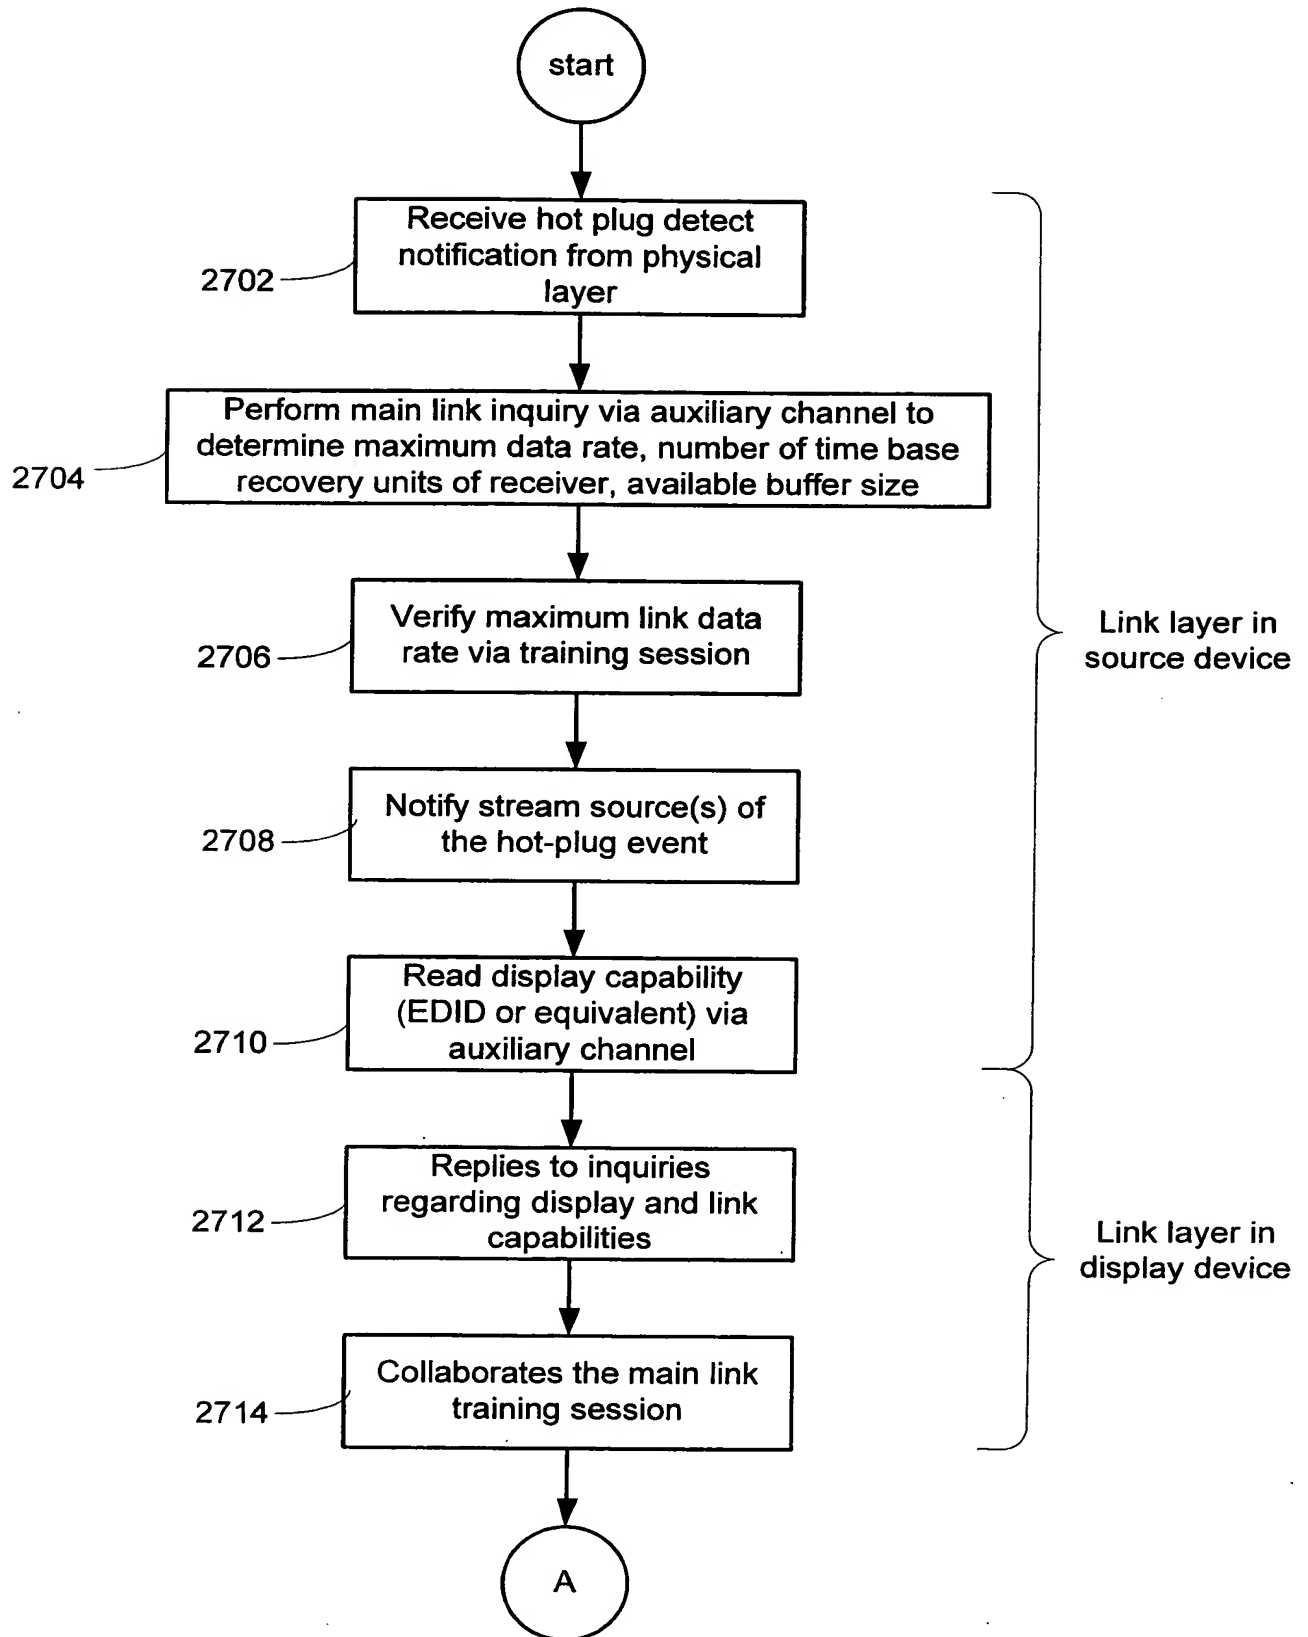 start
Receive hot plug detect
notification from physical
layer
2702
Perform main link inquiry via auxiliary channel to
determine maximum data rate, number of time base
recovery units of receiver, available buffer size
2704
Verify maximum link data
rate via training session
2706
Link layer in
source device
Notify stream source(s) of
the hot-plug event
2708
Read display capability
(EDID or equivalent) via
auxiliary channel
2710
Replies to inquiries
regarding display and link
capabilities
2712
Link layer in
display device
Collaborates the main link
training session
2714
A